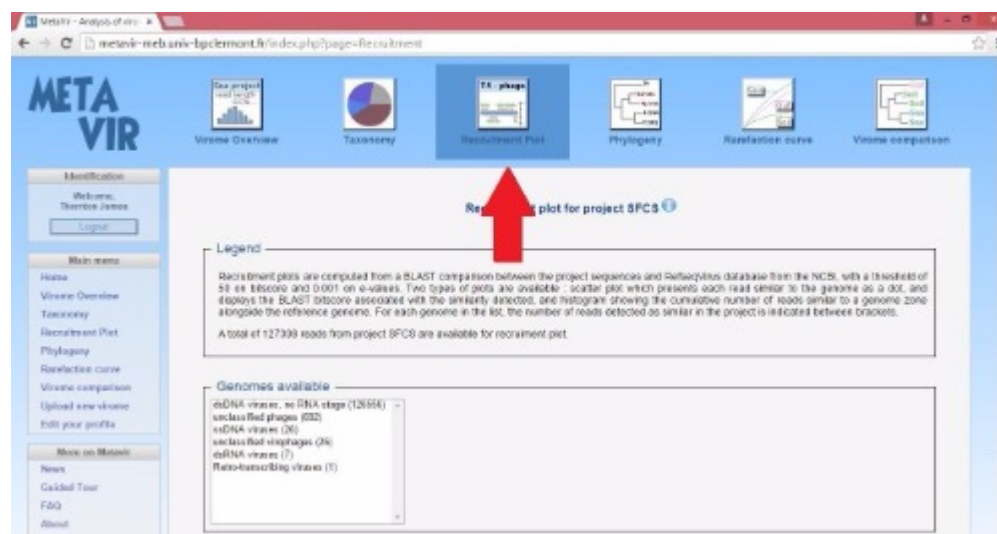 MetaVir - Analysis of viro
metavir-meb.univ-bpclermont.fr/index.php?page=Recruitment
META
VIR
Virome Overview
Taxonomy
Recruitment Plot
Phylogeny
Rarefaction curve
Virome comparison
Identification
Welcome,
Thornton James
Logout
Main menu
Home
Virome Overview
Taxonomy
Recruitment Plot
Phylogeny
Rarefaction curve
Virome comparison
Upload new virome
Edit your profile
More on Metavir
News
Guided Tour
FAQ
About
plot for project SFCS
Legend
Recruitment plots are computed from a BLAST comparison between the project sequences and RefseqVirus database from the NCBI, with a threshold of
50 on bitscore and 0.001 on e-values. Two types of plots are available : scatter plot which presents each read similar to the genome as a dot, and
displays the BLAST bitscore associated with the similarity detected, and histogram showing the cumulative number of reads similar to a genome zone
alongside the reference genome. For each genome in the list, the number of reads detected as similar in the project is indicated between brackets.
A total of 127308 reads from project SFCS are available for recruiment plot.
Genomes available
dsDNA viruses, no RNA stage
unclassified phages
ssDNA viruses (26)
unclassified virophages (26)
dsRNA viruses (7)
Retro-transcribing viruses (1)